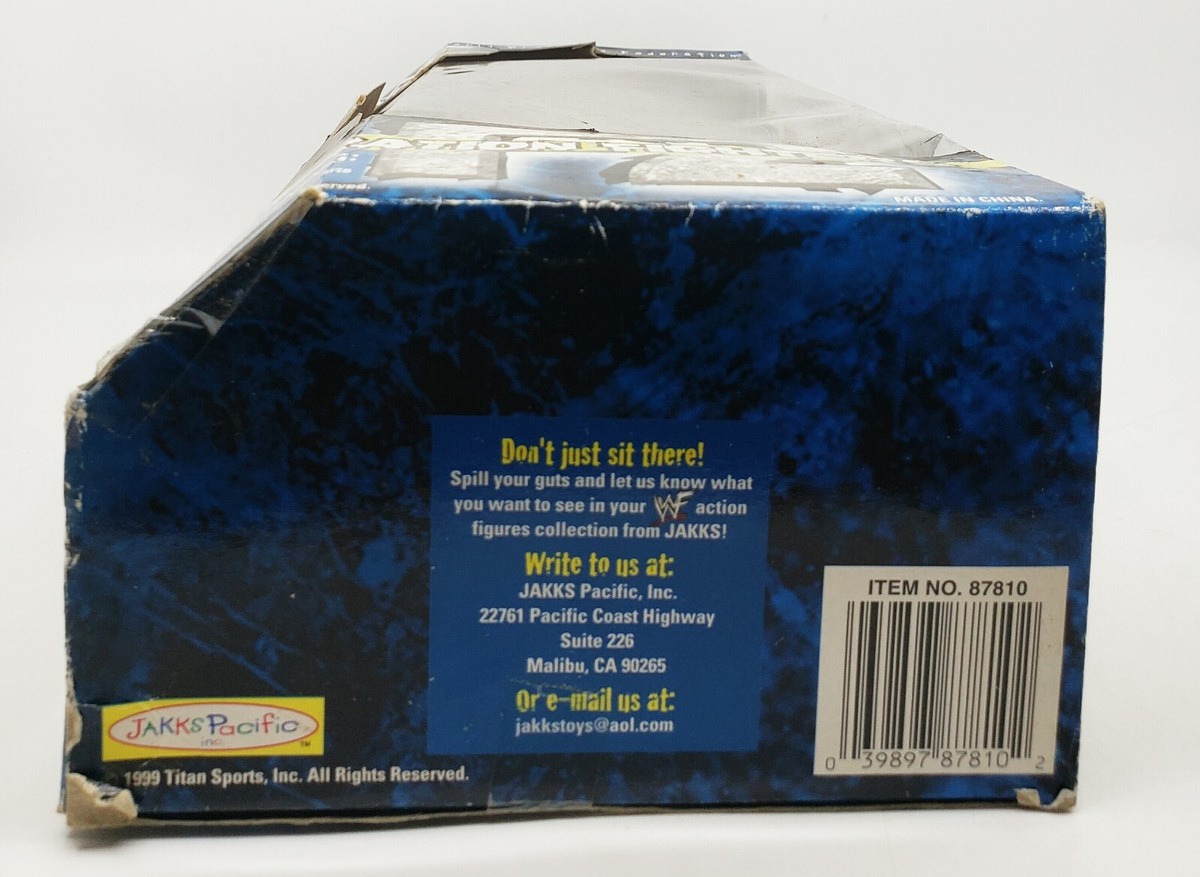 MADE IN CHINA.
Don't just sit there!
Spill your guts and let us know what
you want to see in your WF action
figures collection from JAKKS!
Write to us at:
JAKKS Pacific, Inc.
22761 Pacific Coast Highway
Suite 226
Malibu, CA 90265
Or e-mail us at:
jakkstoys@aol.com
ITEM NO. 87810
0 39897 87810 2
JAKKS Pacific
inc. TM
© 1999 Titan Sports, Inc. All Rights Reserved.